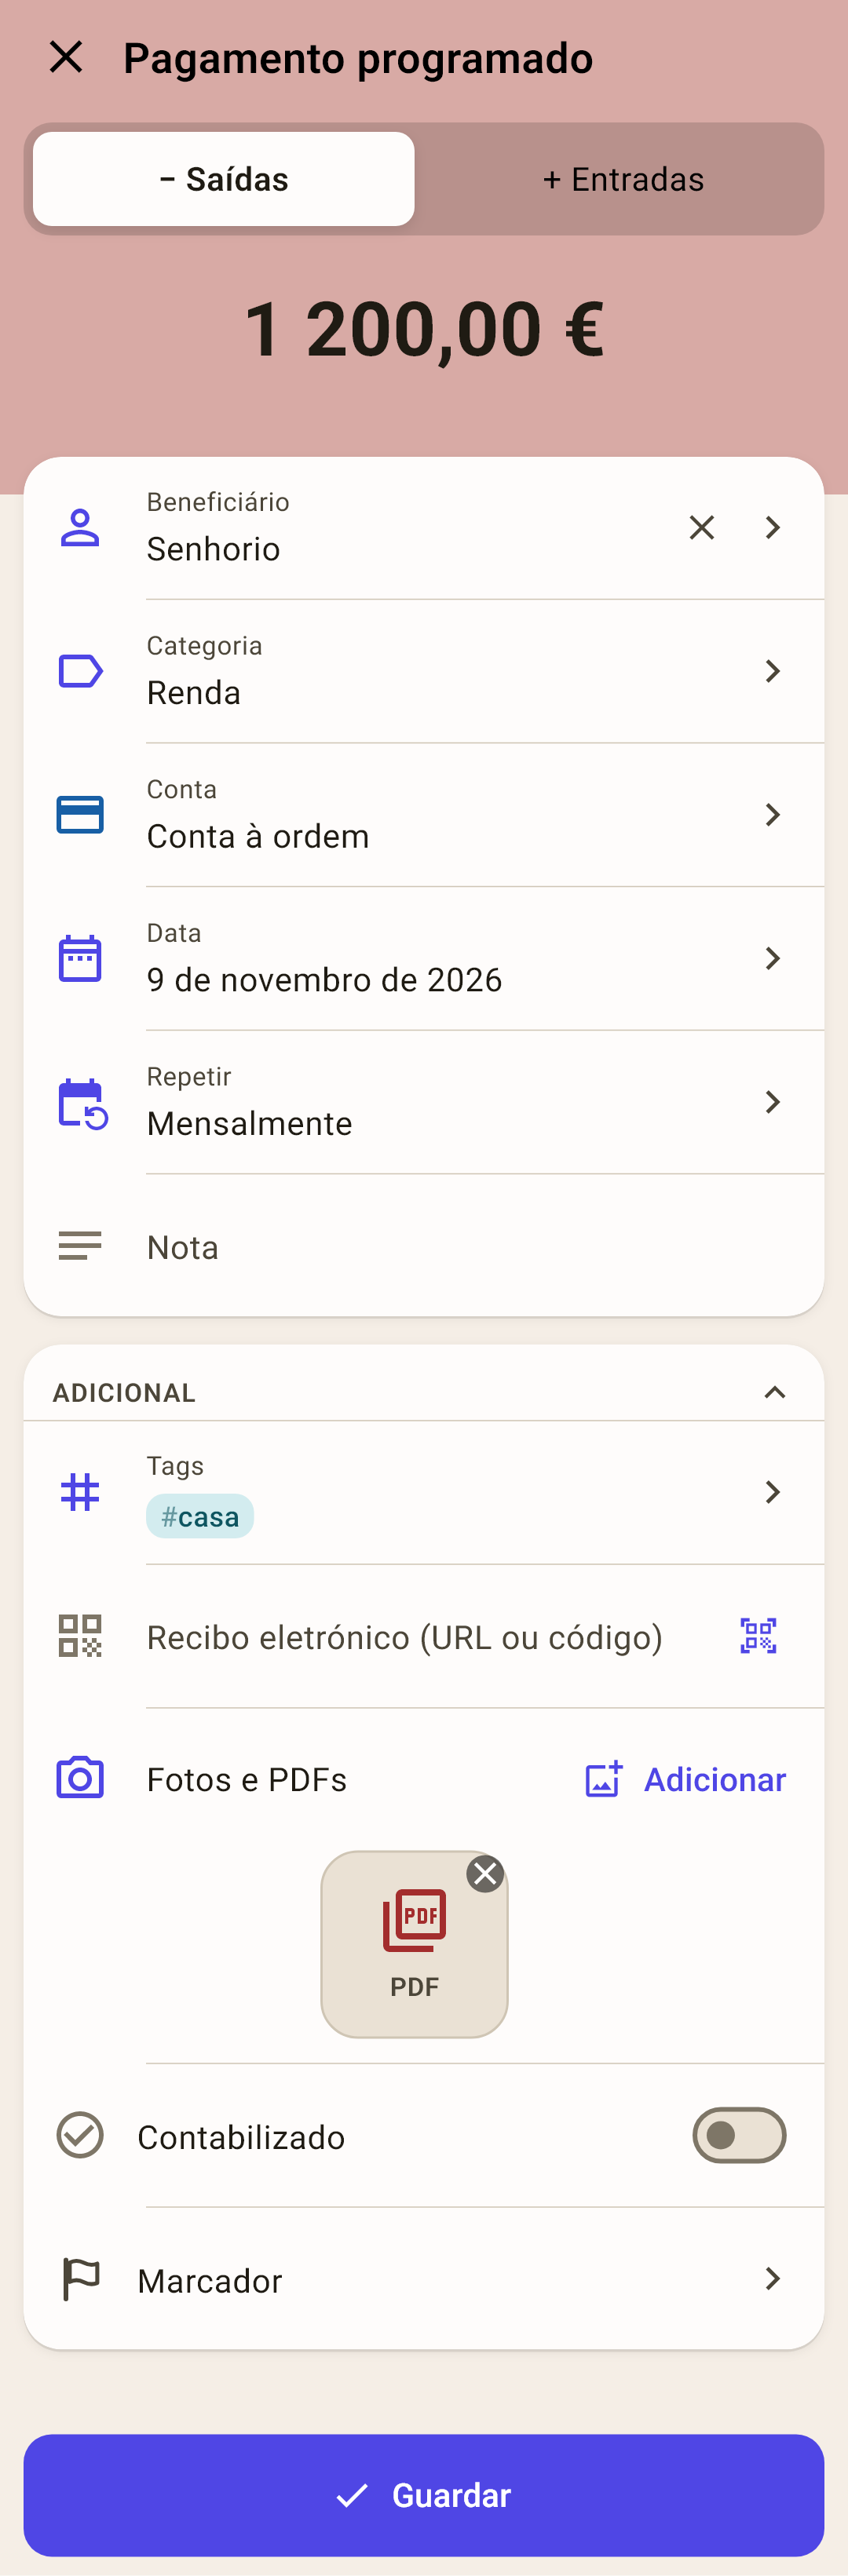 Pagamento programado
− Saídas
+ Entradas
1 200,00 €
Beneficiário
Senhorio
Categoria
Renda
Conta
Conta à ordem
Data
9 de novembro de 2026
Repetir
Mensalmente
Nota
ADICIONAL
Tags
#casa
Recibo eletrónico (URL ou código)
Fotos e PDFs
Adicionar
PDF
PDF
Contabilizado
Marcador
Guardar